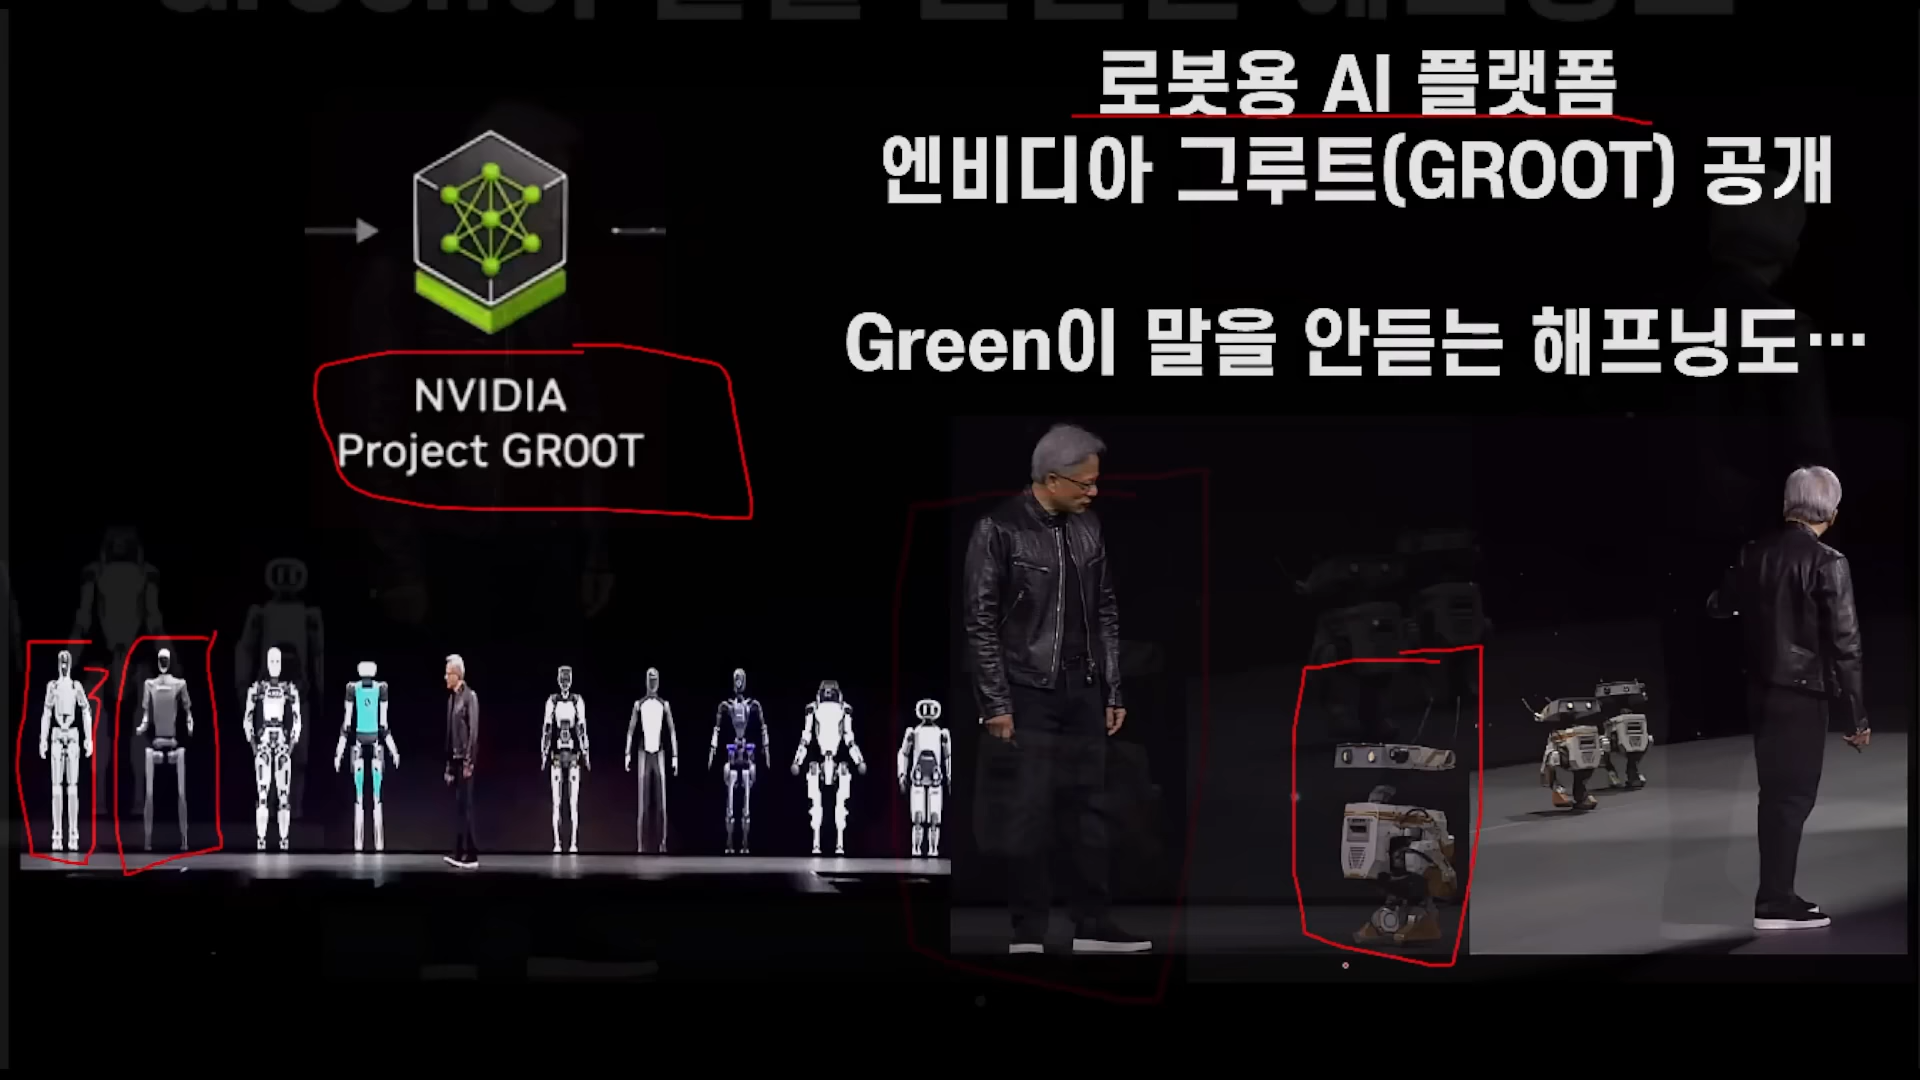 로봇용 AI 플랫폼
엔비디아 그루트(GROOT) 공개
Green이 말을 안듣는 해프닝도…
NVIDIA
Project GR00T